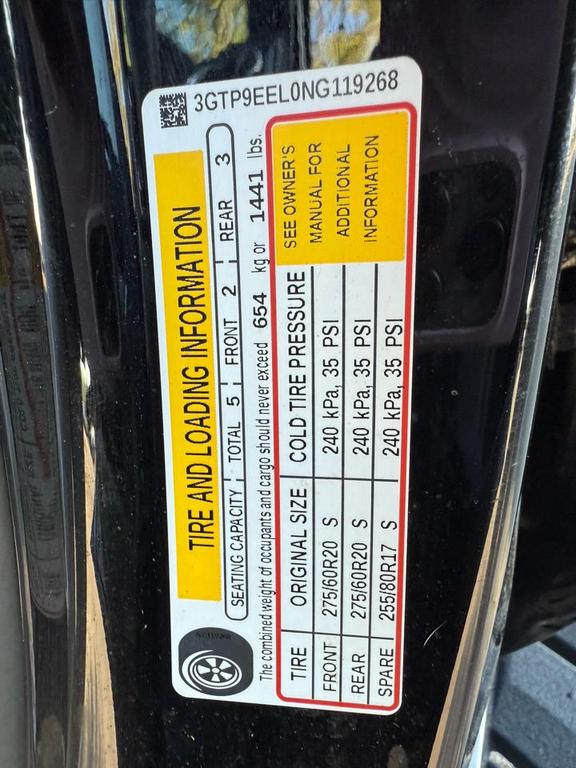 3GTP9EEL0NG119268
TIRE AND LOADING INFORMATION
SEATING CAPACITY TOTAL 5 FRONT 2 REAR 3
The combined weight of occupants and cargo should never exceed 654 kg or 1441 lbs.
TIRE ORIGINAL SIZE COLD TIRE PRESSURE
FRONT 275/60R20 S 240 kPa, 35 PSI
REAR 275/60R20 S 240 kPa, 35 PSI
SPARE 255/80R17 S 240 kPa, 35 PSI
SEE OWNER'S
MANUAL FOR
ADDITIONAL
INFORMATION